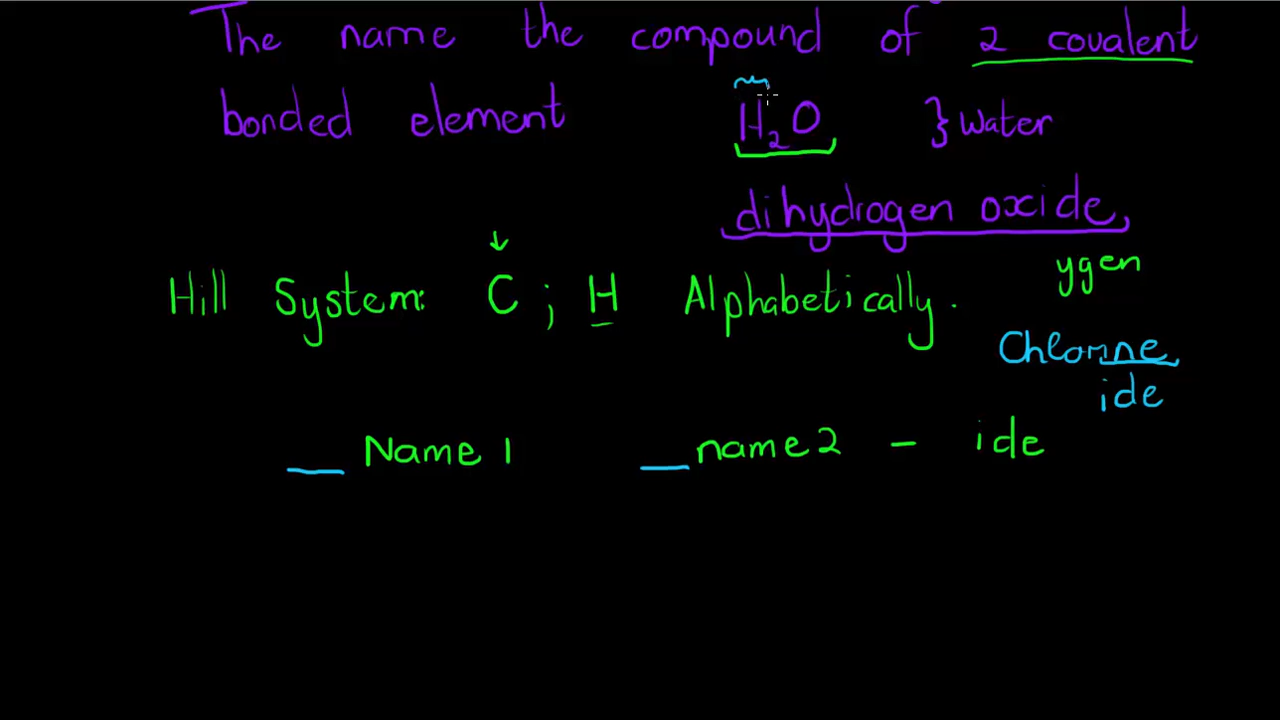 The name the compound of 2 covalent
bonded element H₂O } Water
dihydrogen oxide,
ygen
Hill System: C ; H Alphabetically.
Chlorine
ide
__ Name 1 __ name 2 - ide